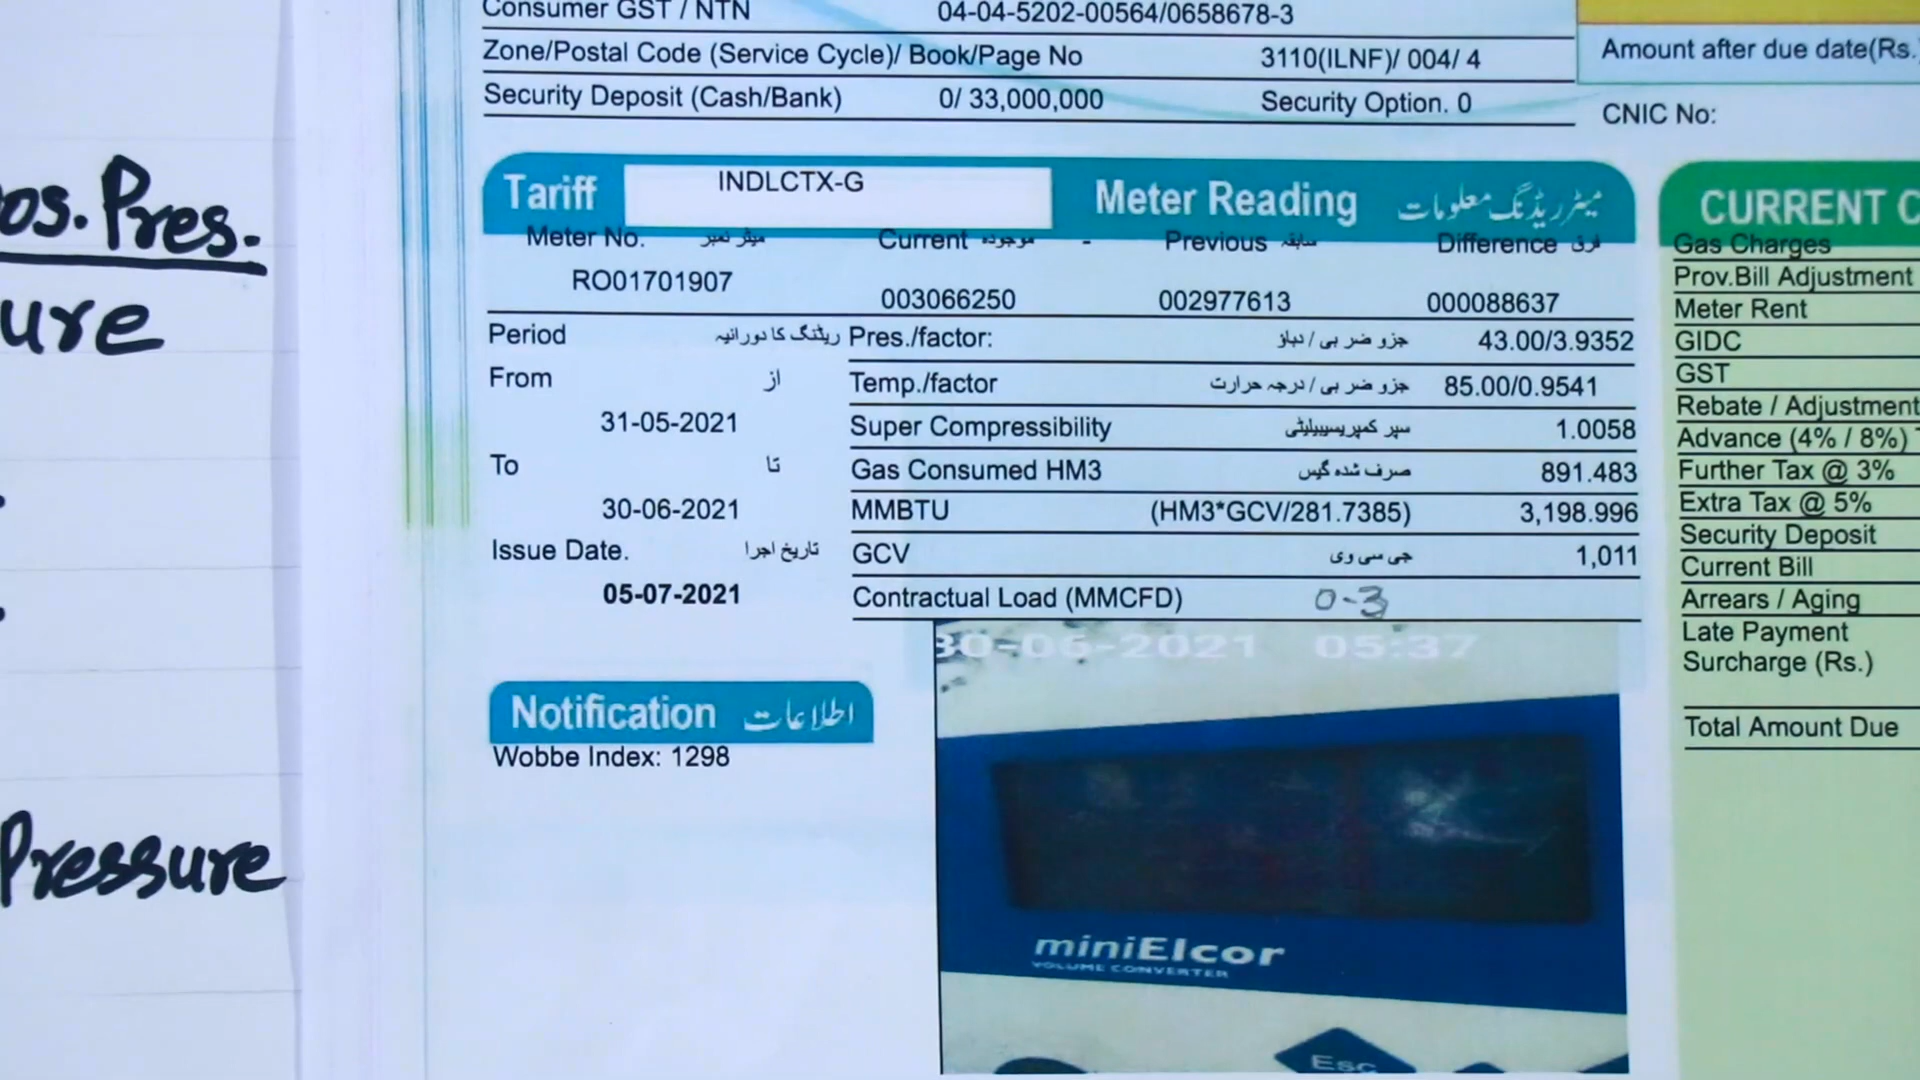 os. Pres.
ure
Pressure
Consumer GST / NTN 04-04-5202-00564/0658678-3
Zone/Postal Code (Service Cycle)/ Book/Page No 3110(ILNF)/ 004/ 4
Security Deposit (Cash/Bank) 0/ 33,000,000 Security Option. 0
Amount after due date(Rs.
CNIC No:
Tariff INDLCTX-G Meter Reading میٹر ریڈنگ معلومات
Meter No. میٹر نمبر Current موجودہ - Previous سابقہ Difference فرق
RO01701907 003066250 002977613 000088637
Period ریڈنگ کا دورانیہ Pres./factor: جزو ضربی / دباؤ 43.00/3.9352
From از Temp./factor جزو ضربی / درجہ حرارت 85.00/0.9541
31-05-2021 Super Compressibility سپر کمپریسیبیلیٹی 1.0058
To تا Gas Consumed HM3 صرف شدہ گیس 891.483
30-06-2021 MMBTU (HM3*GCV/281.7385) 3,198.996
Issue Date. تاریخ اجرا GCV جی سی وی 1,011
05-07-2021 Contractual Load (MMCFD) 0-3
Notification اطلاعات
Wobbe Index: 1298
30-06-2021 05:37
miniElcor
VOLUME CONVERTER
Esc
CURRENT C
Gas Charges
Prov.Bill Adjustment
Meter Rent
GIDC
GST
Rebate / Adjustment
Advance (4% / 8%)
Further Tax @ 3%
Extra Tax @ 5%
Security Deposit
Current Bill
Arrears / Aging
Late Payment
Surcharge (Rs.)
Total Amount Due